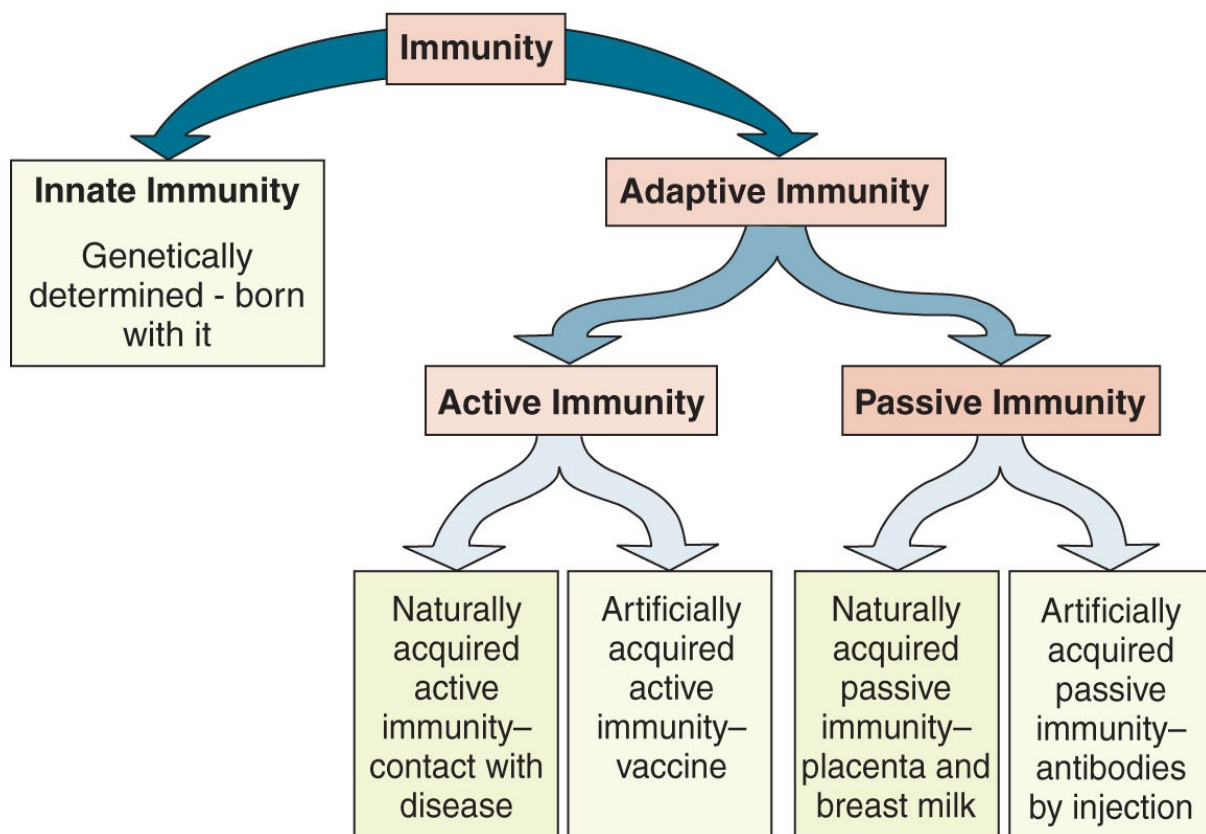 Immunity
Innate Immunity
Genetically
determined - born
with it
Adaptive Immunity
Active Immunity
Passive Immunity
Naturally
acquired
active
immunity–
contact with
disease
Artificially
acquired
active
immunity–
vaccine
Naturally
acquired
passive
immunity–
placenta and
breast milk
Artificially
acquired
passive
immunity–
antibodies
by injection